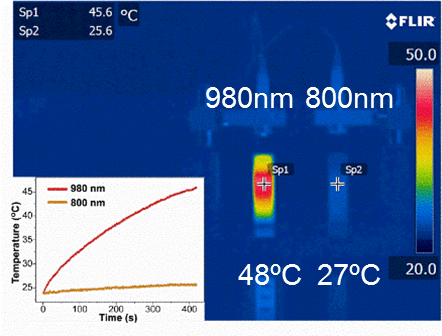 Sp1 45.6 °C
Sp2 25.6
FLIR
50.0
980nm 800nm
Sp1 Sp2
48ºC 27ºC
20.0
980 nm
800 nm
Temperature (ºC)
45
40
35
30
25
0 100 200 300 400
Time (s)